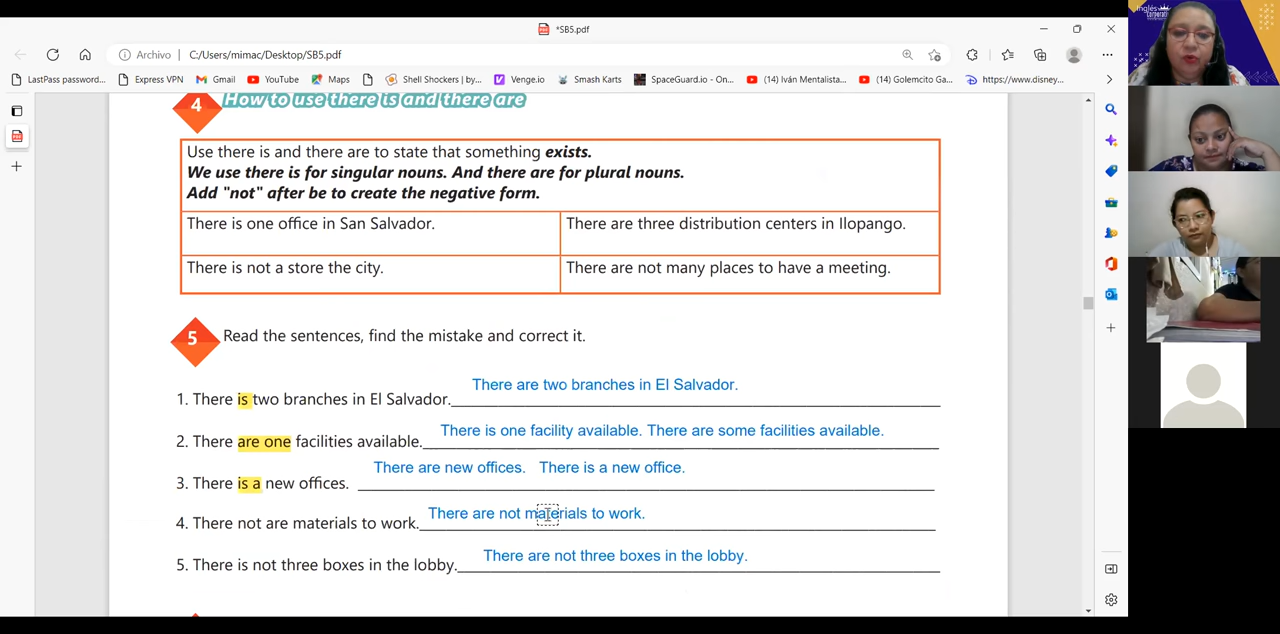 *SB5.pdf
Archivo | C:/Users/mimac/Desktop/SB5.pdf
LastPass password... Express VPN Gmail YouTube Maps Shell Shockers | by... Venge.io Smash Karts SpaceGuard.io - On... (14) Iván Mentalista... (14) Golemcito Ga... https://www.disney...
Inglés
Corporativo
4 How to use there is and there are
Use there is and there are to state that something exists.
We use there is for singular nouns. And there are for plural nouns.
Add "not" after be to create the negative form.
There is one office in San Salvador. There are three distribution centers in Ilopango.
There is not a store the city. There are not many places to have a meeting.
5 Read the sentences, find the mistake and correct it.
There are two branches in El Salvador.
1. There is two branches in El Salvador.
There is one facility available. There are some facilities available.
2. There are one facilities available.
There are new offices. There is a new office.
3. There is a new offices.
There are not materials to work.
4. There not are materials to work.
There are not three boxes in the lobby.
5. There is not three boxes in the lobby.